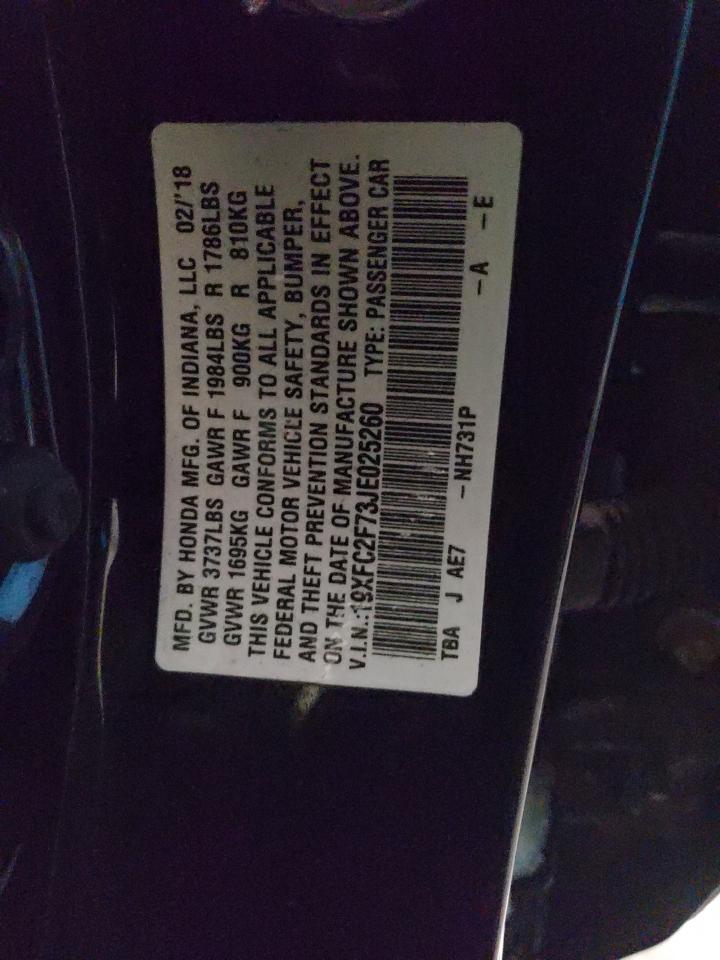 MFD. BY HONDA MFG. OF INDIANA, LLC 02/'18
GVWR 3737LBS GAWR F 1984LBS R 1786LBS
GVWR 1695KG GAWR F 900KG R 810KG
THIS VEHICLE CONFORMS TO ALL APPLICABLE
FEDERAL MOTOR VEHICLE SAFETY, BUMPER,
AND THEFT PREVENTION STANDARDS IN EFFECT
ON THE DATE OF MANUFACTURE SHOWN ABOVE.
V.I.N.:19XFC2F73JE025260 TYPE: PASSENGER CAR
TBA J AE7 -NH731P -A -E